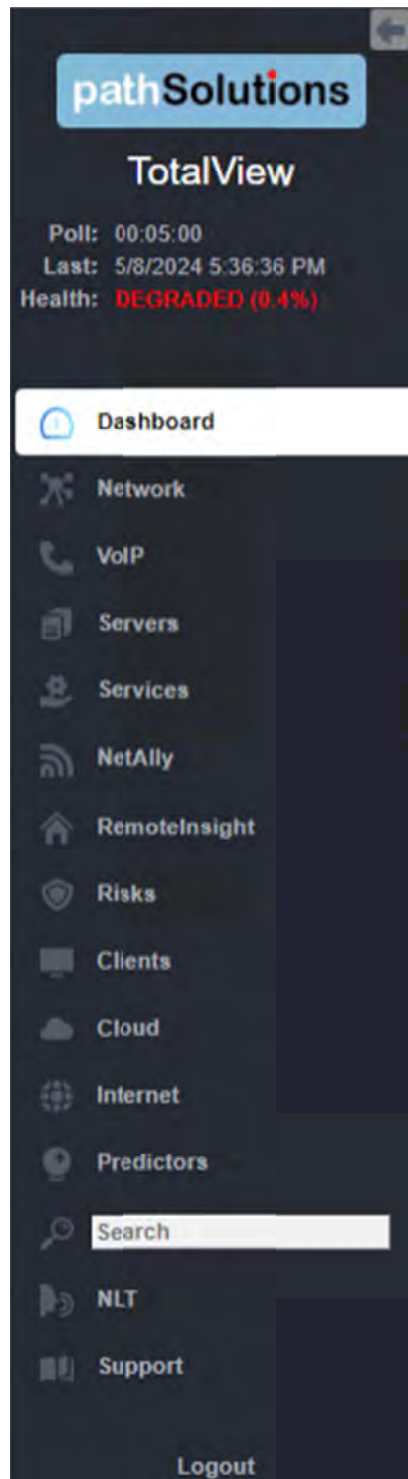 pathSolutions
TotalView
Poll: 00:05:00
Last: 5/8/2024 5:36:36 PM
Health: DEGRADED (0.4%)
Dashboard
Network
VoIP
Servers
Services
NetAlly
RemoteInsight
Risks
Clients
Cloud
Internet
Predictors
Search
NLT
Support
Logout